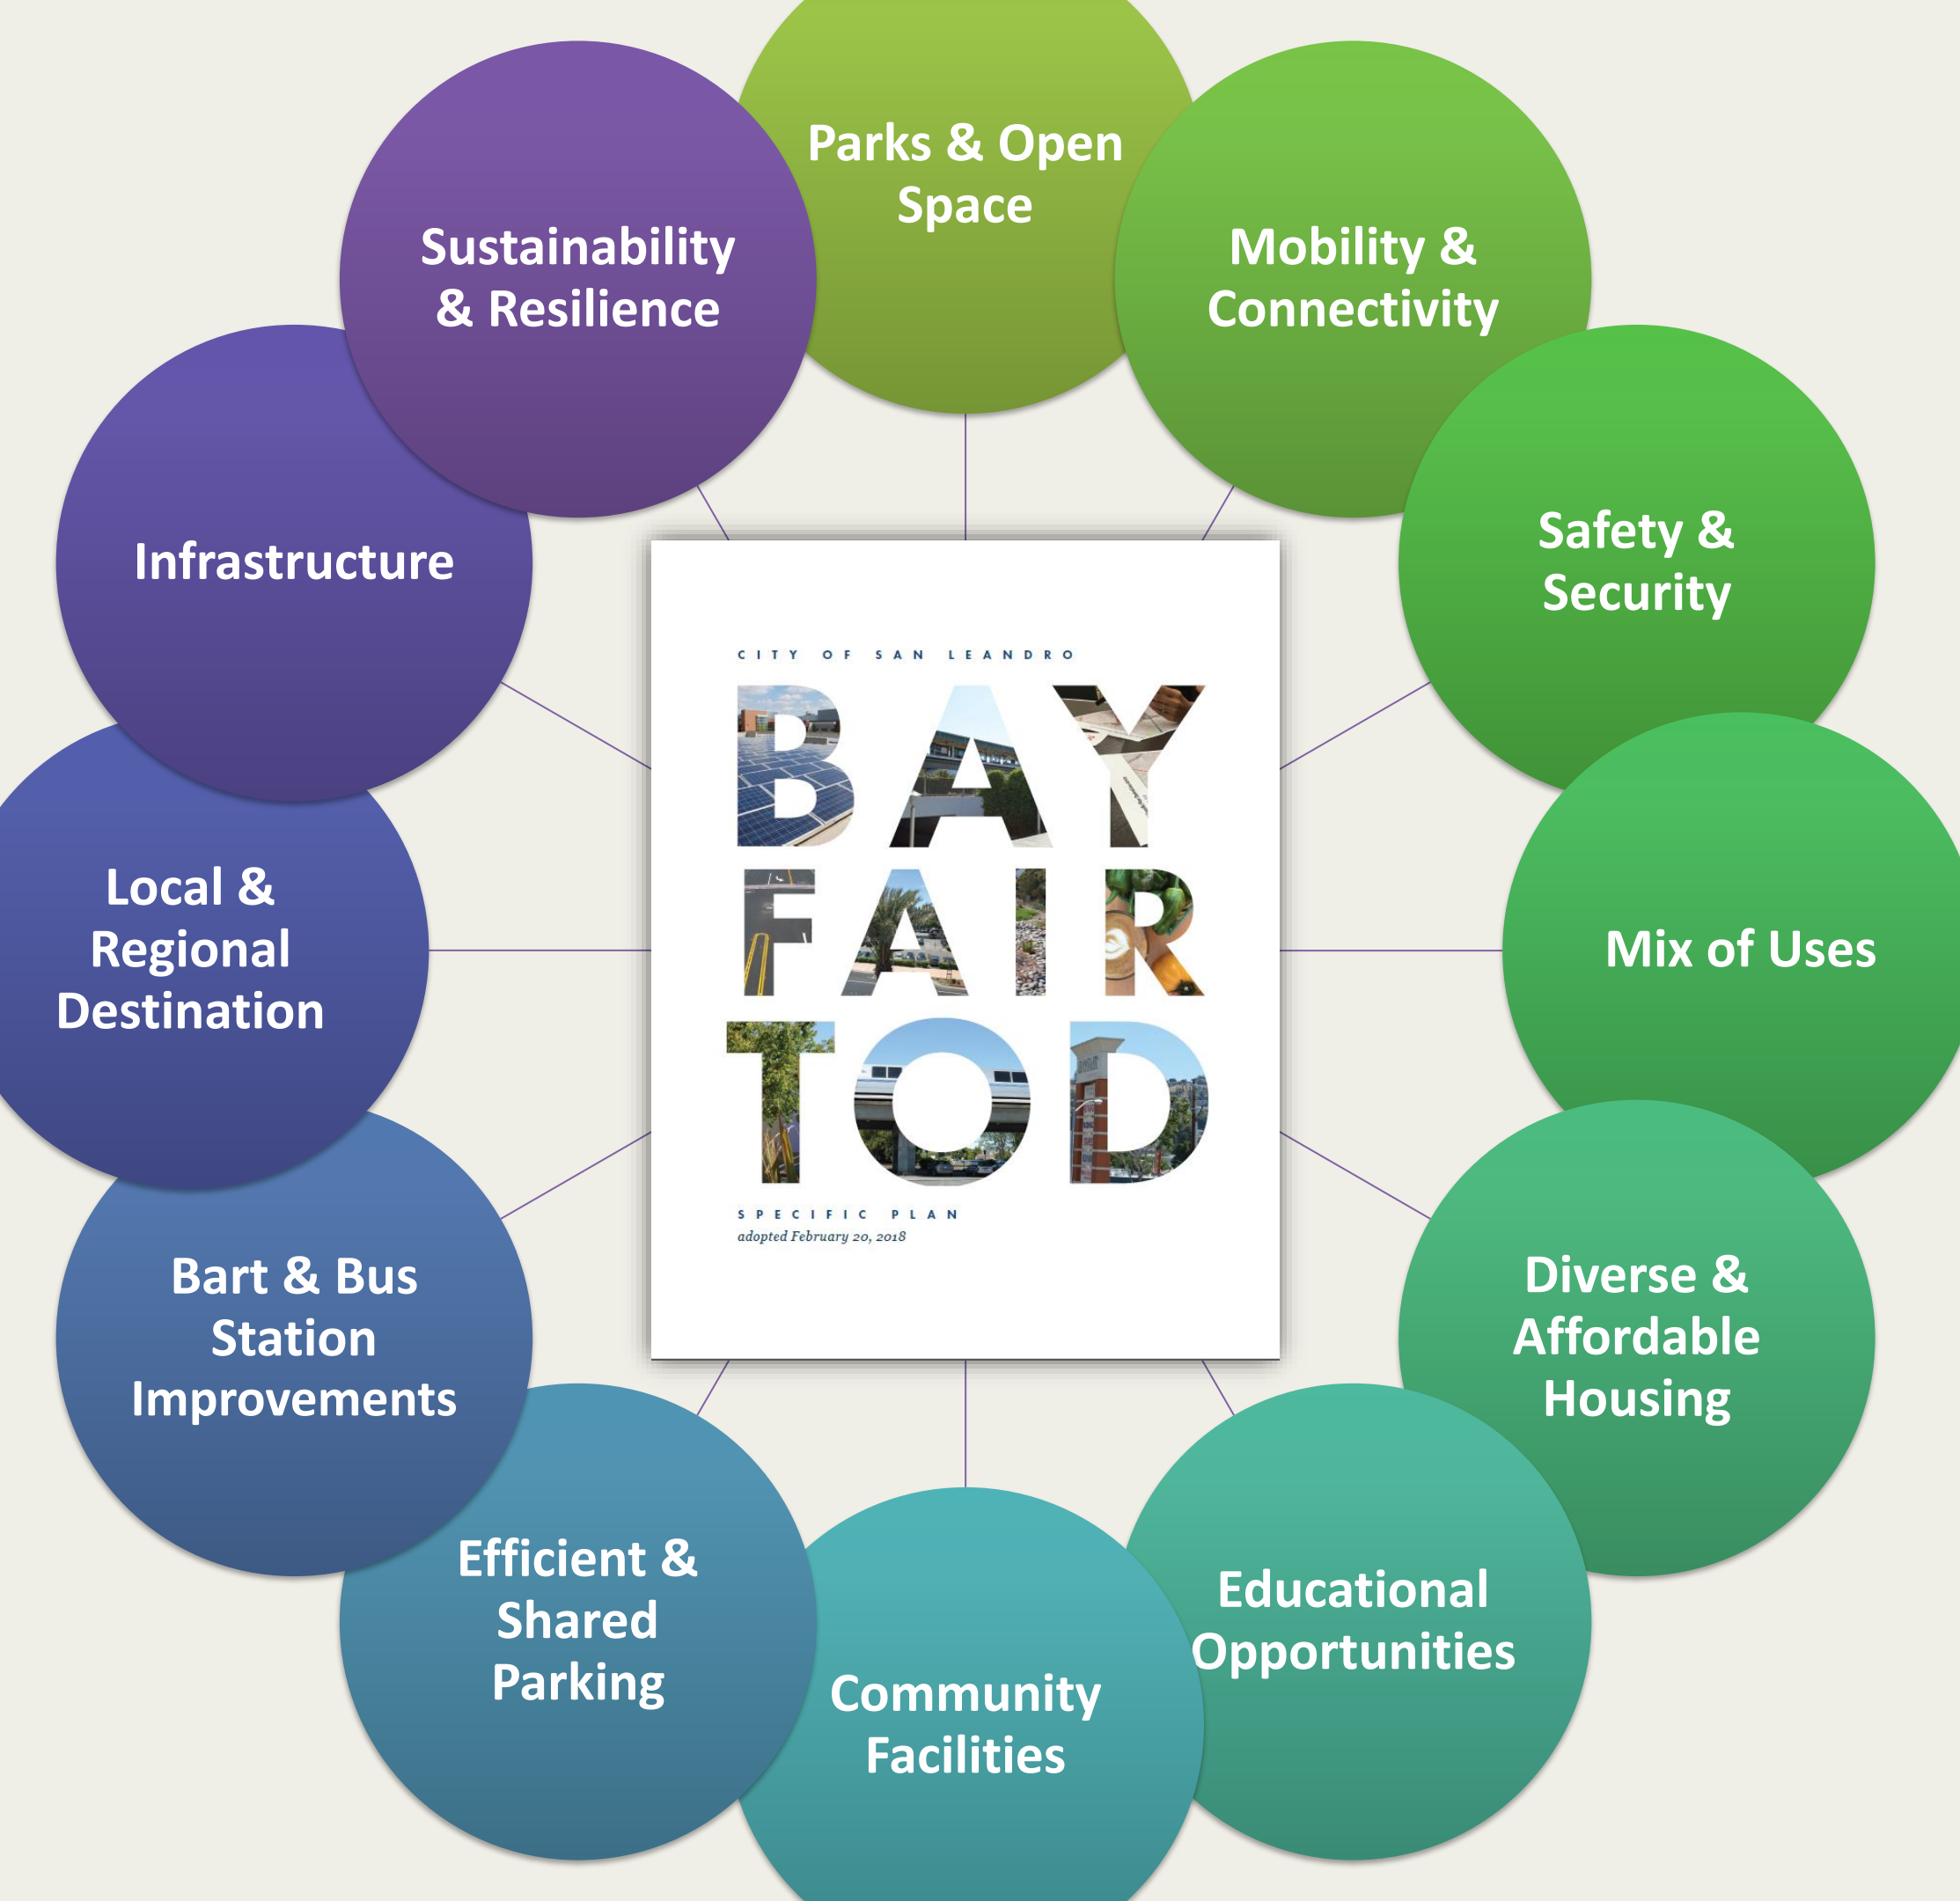 Parks & Open
Space
Mobility &
Connectivity
Safety &
Security
Mix of Uses
Diverse &
Affordable
Housing
Educational
Opportunities
Community
Facilities
Efficient &
Shared
Parking
Bart & Bus
Station
Improvements
Local &
Regional
Destination
Infrastructure
Sustainability
& Resilience
CITY OF SAN LEANDRO
BAY
FAIR
TOD
SPECIFIC PLAN
adopted February 20, 2018